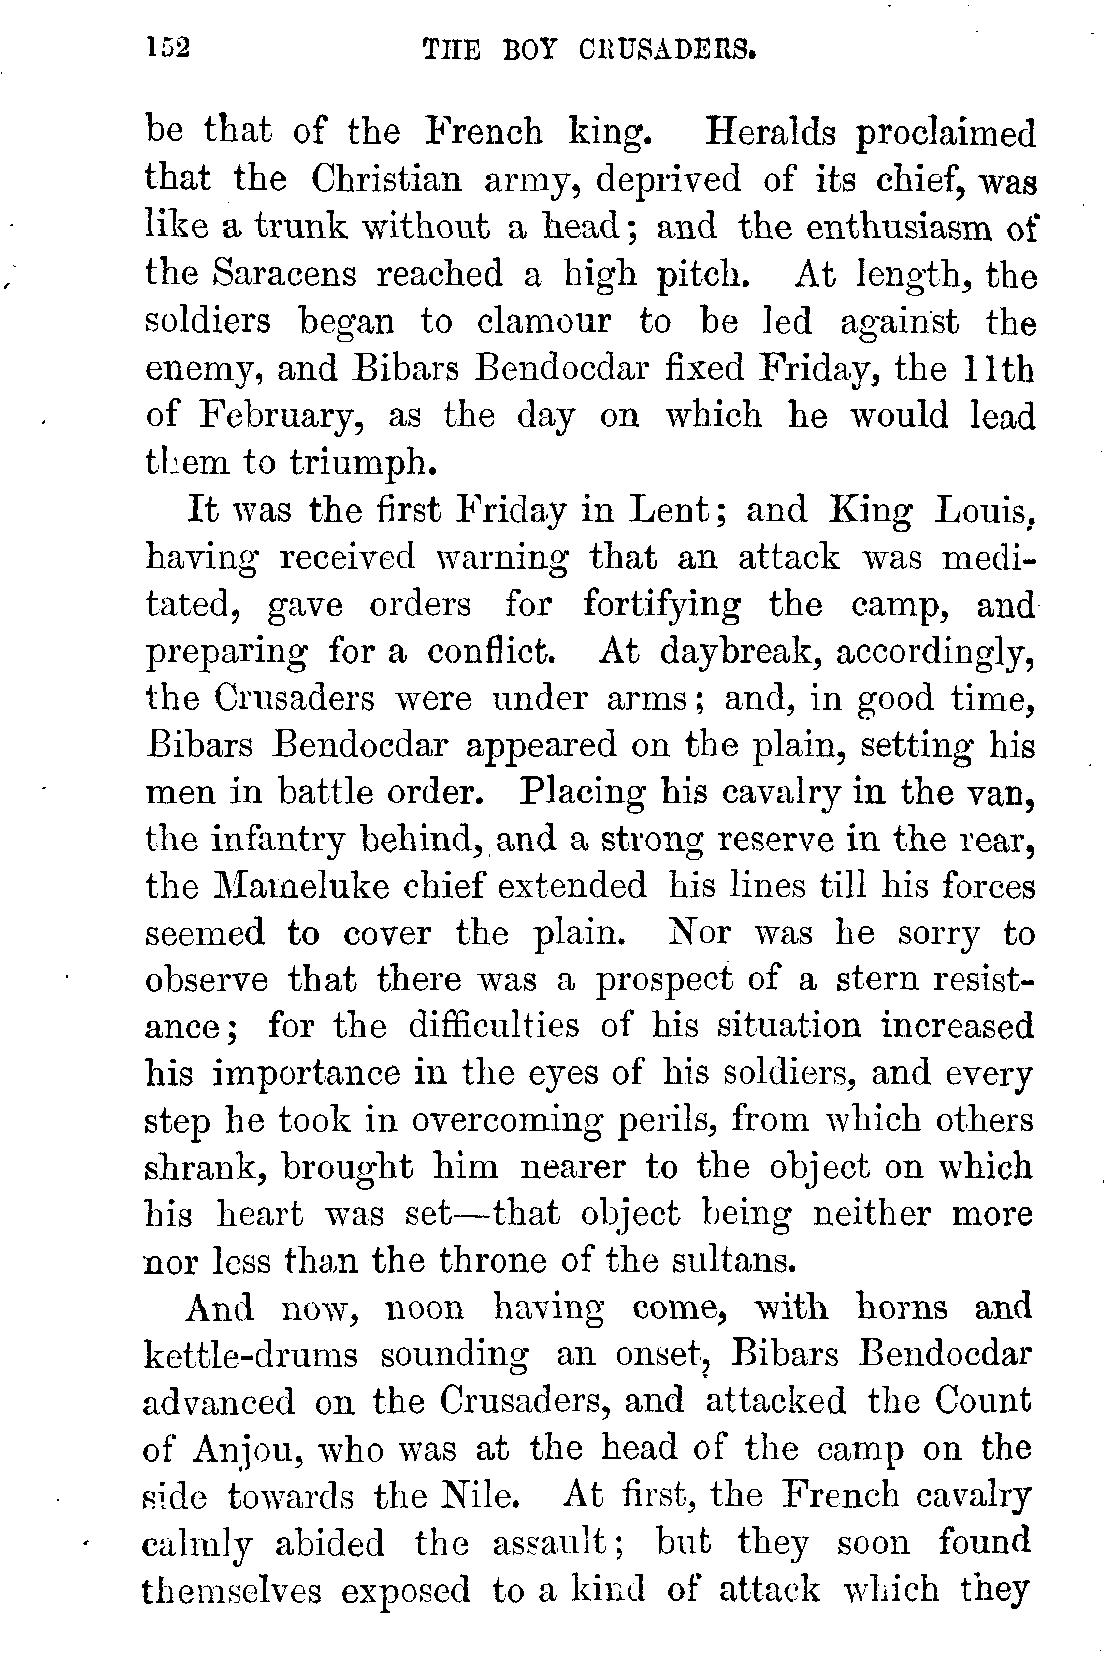 152 THE BOY CRUSADERS.
be that of the French king. Heralds proclaimed
that the Christian army, deprived of its chief, was
like a trunk without a head; and the enthusiasm of
the Saracens reached a high pitch. At length, the
soldiers began to clamour to be led against the
enemy, and Bibars Bendocdar fixed Friday, the 11th
of February, as the day on which he would lead
them to triumph.
It was the first Friday in Lent; and King Louis,
having received warning that an attack was medi-
tated, gave orders for fortifying the camp, and
preparing for a conflict. At daybreak, accordingly,
the Crusaders were under arms; and, in good time,
Bibars Bendocdar appeared on the plain, setting his
men in battle order. Placing his cavalry in the van,
the infantry behind, and a strong reserve in the rear,
the Mameluke chief extended his lines till his forces
seemed to cover the plain. Nor was he sorry to
observe that there was a prospect of a stern resist-
ance; for the difficulties of his situation increased
his importance in the eyes of his soldiers, and every
step he took in overcoming perils, from which others
shrank, brought him nearer to the object on which
his heart was set—that object being neither more
nor less than the throne of the sultans.
And now, noon having come, with horns and
kettle-drums sounding an onset, Bibars Bendocdar
advanced on the Crusaders, and attacked the Count
of Anjou, who was at the head of the camp on the
side towards the Nile. At first, the French cavalry
calmly abided the assault; but they soon found
themselves exposed to a kind of attack which they